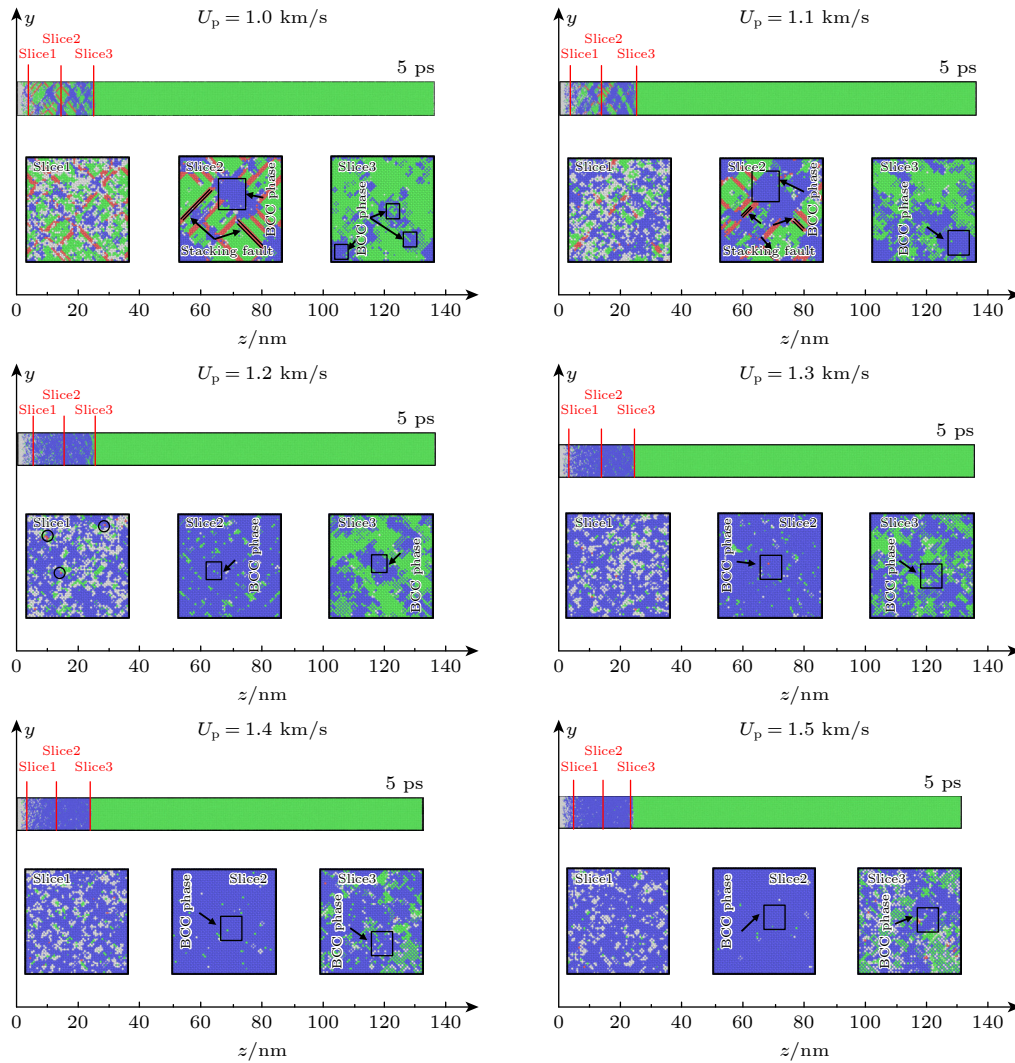 y
U_p = 1.0 km/s
Slice2
Slice1
Slice3
5 ps
Slice1
Slice2
BCC phase
Stacking fault
Slice3
BCC phase
0 20 40 60 80 100 120 140
z/nm
y
U_p = 1.1 km/s
Slice2
Slice1
Slice3
5 ps
Slice1
Slice2
BCC phase
Stacking fault
Slice3
BCC phase
0 20 40 60 80 100 120 140
z/nm
y
U_p = 1.2 km/s
Slice2
Slice1
Slice3
5 ps
Slice1
Slice2
BCC phase
Slice3
BCC phase
0 20 40 60 80 100 120 140
z/nm
y
U_p = 1.3 km/s
Slice2
Slice1
Slice3
5 ps
Slice1
Slice2
BCC phase
Slice3
BCC phase
0 20 40 60 80 100 120 140
z/nm
y
U_p = 1.4 km/s
Slice2
Slice1
Slice3
5 ps
Slice1
Slice2
BCC phase
Slice3
BCC phase
0 20 40 60 80 100 120 140
z/nm
y
U_p = 1.5 km/s
Slice2
Slice1
Slice3
5 ps
Slice1
Slice2
BCC phase
Slice3
BCC phase
0 20 40 60 80 100 120 140
z/nm